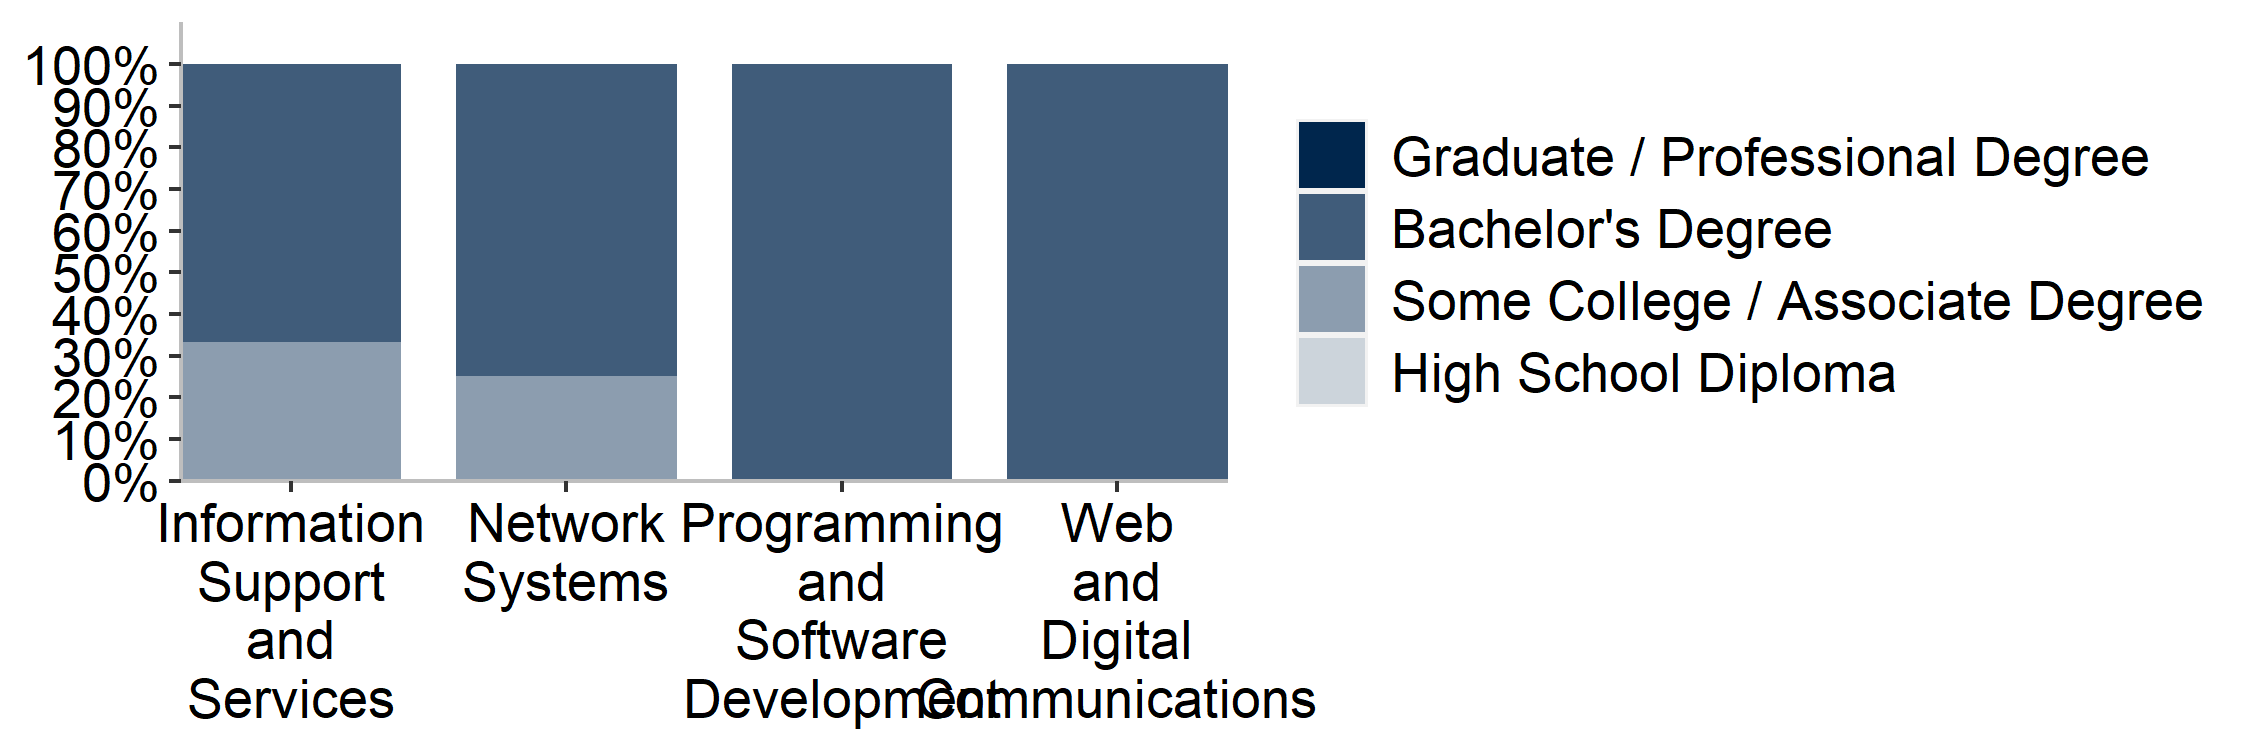 100%
90%
80%
70%
60%
50%
40%
30%
20%
10%
0%
Information
Support
and
Services
Network
Systems
Programming
and
Software
Development
Web
and
Digital
Communications
Graduate / Professional Degree
Bachelor's Degree
Some College / Associate Degree
High School Diploma